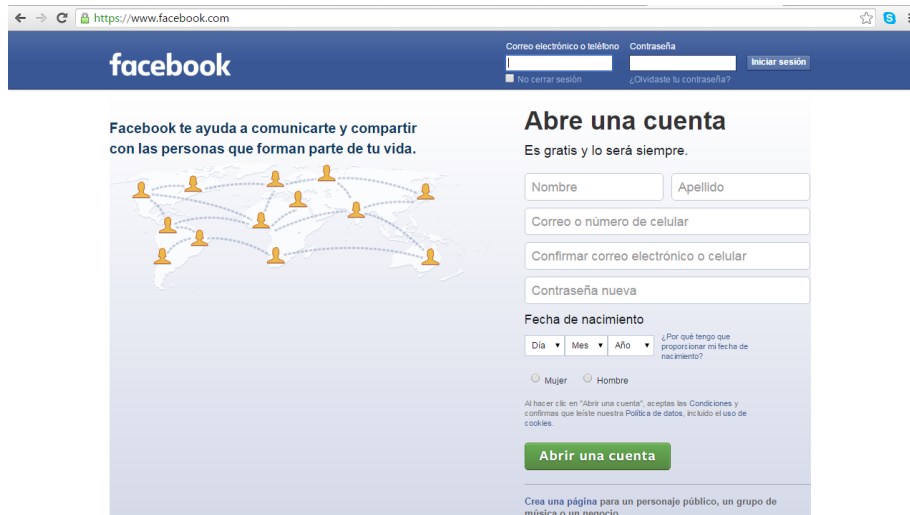 https://www.facebook.com
facebook
Correo electrónico o teléfono
Contraseña
Iniciar sesión
No cerrar sesión
¿Olvidaste tu contraseña?
Facebook te ayuda a comunicarte y compartir
con las personas que forman parte de tu vida.
Abre una cuenta
Es gratis y lo será siempre.
Nombre
Apellido
Correo o número de celular
Confirmar correo electrónico o celular
Contraseña nueva
Fecha de nacimiento
Día
Mes
Año
¿Por qué tengo que
proporcionar mi fecha de
nacimiento?
Mujer
Hombre
Al hacer clic en "Abrir una cuenta", aceptas las Condiciones y
confirmas que leíste nuestra Política de datos, incluido el uso de
cookies.
Abrir una cuenta
Crea una página para un personaje público, un grupo de
música o un negocio